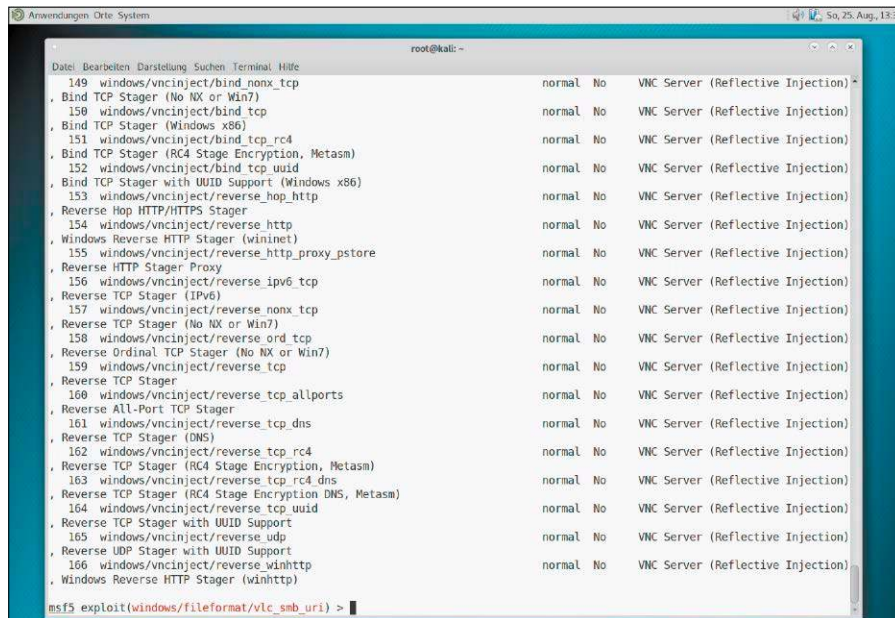 Anwendungen Orte System So, 25. Aug., 13:
root@kali: ~
Datei Bearbeiten Darstellung Suchen Terminal Hilfe
149 windows/vncinject/bind_nonx_tcp normal No VNC Server (Reflective Injection)
, Bind TCP Stager (No NX or Win7)
150 windows/vncinject/bind_tcp normal No VNC Server (Reflective Injection)
, Bind TCP Stager (Windows x86)
151 windows/vncinject/bind_tcp_rc4 normal No VNC Server (Reflective Injection)
, Bind TCP Stager (RC4 Stage Encryption, Metasm)
152 windows/vncinject/bind_tcp_uuid normal No VNC Server (Reflective Injection)
, Bind TCP Stager with UUID Support (Windows x86)
153 windows/vncinject/reverse_hop_http normal No VNC Server (Reflective Injection)
, Reverse Hop HTTP/HTTPS Stager
154 windows/vncinject/reverse_http normal No VNC Server (Reflective Injection)
, Windows Reverse HTTP Stager (wininet)
155 windows/vncinject/reverse_http_proxy_pstore normal No VNC Server (Reflective Injection)
, Reverse HTTP Stager Proxy
156 windows/vncinject/reverse_ipv6_tcp normal No VNC Server (Reflective Injection)
, Reverse TCP Stager (IPv6)
157 windows/vncinject/reverse_nonx_tcp normal No VNC Server (Reflective Injection)
, Reverse TCP Stager (No NX or Win7)
158 windows/vncinject/reverse_ord_tcp normal No VNC Server (Reflective Injection)
, Reverse Ordinal TCP Stager (No NX or Win7)
159 windows/vncinject/reverse_tcp normal No VNC Server (Reflective Injection)
, Reverse TCP Stager
160 windows/vncinject/reverse_tcp_allports normal No VNC Server (Reflective Injection)
, Reverse All-Port TCP Stager
161 windows/vncinject/reverse_tcp_dns normal No VNC Server (Reflective Injection)
, Reverse TCP Stager (DNS)
162 windows/vncinject/reverse_tcp_rc4 normal No VNC Server (Reflective Injection)
, Reverse TCP Stager (RC4 Stage Encryption, Metasm)
163 windows/vncinject/reverse_tcp_rc4_dns normal No VNC Server (Reflective Injection)
, Reverse TCP Stager (RC4 Stage Encryption DNS, Metasm)
164 windows/vncinject/reverse_tcp_uuid normal No VNC Server (Reflective Injection)
, Reverse TCP Stager with UUID Support
165 windows/vncinject/reverse_udp normal No VNC Server (Reflective Injection)
, Reverse UDP Stager with UUID Support
166 windows/vncinject/reverse_winhttp normal No VNC Server (Reflective Injection)
, Windows Reverse HTTP Stager (winhttp)
msf5 exploit(windows/fileformat/vlc_smb_uri) >